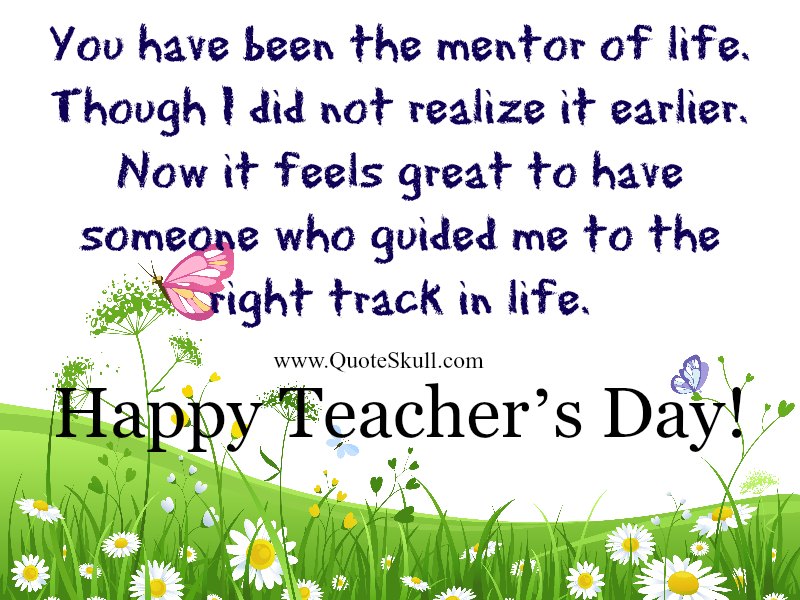 You have been the mentor of life.
Though I did not realize it earlier.
Now it feels great to have
someone who guided me to the
right track in life.
www.QuoteSkull.com
Happy Teacher’s Day!